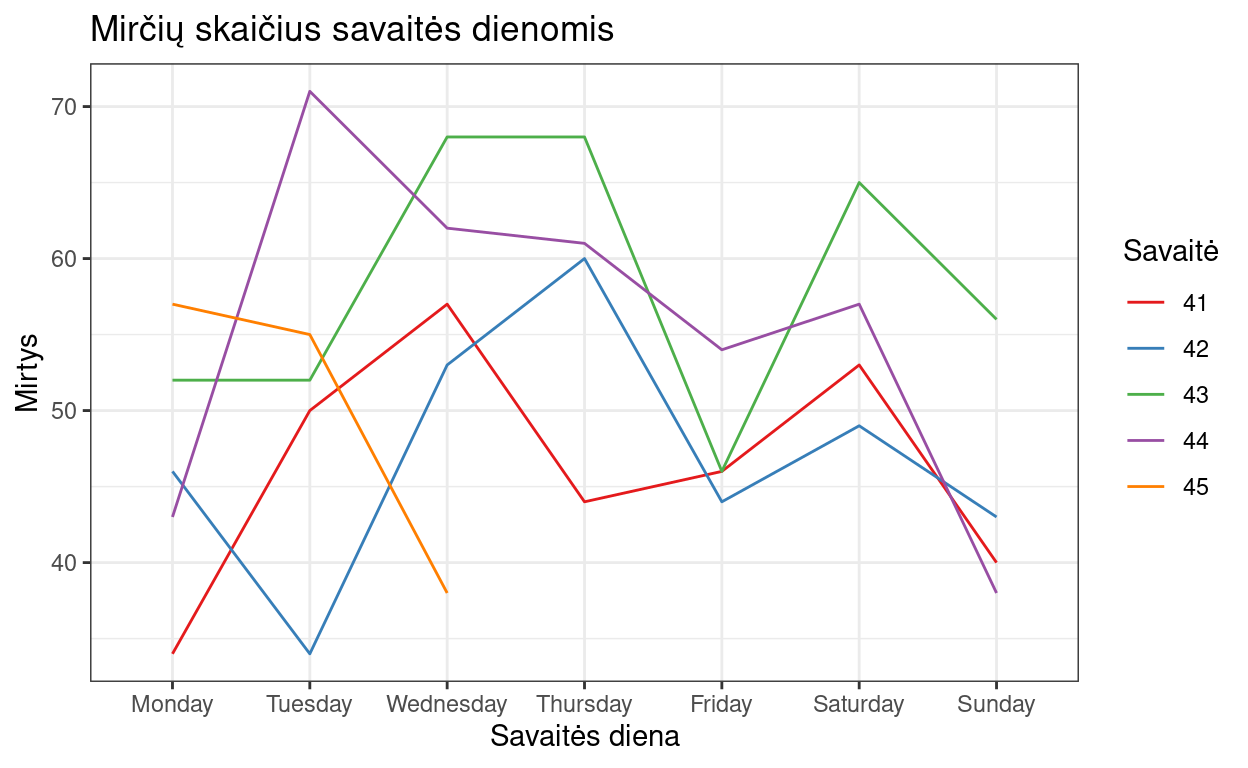 Mirčių skaičius savaitės dienomis
70
60
50
40
Mirtys
Monday Tuesday Wednesday Thursday Friday Saturday Sunday
Savaitės diena
Savaitė
41
42
43
44
45